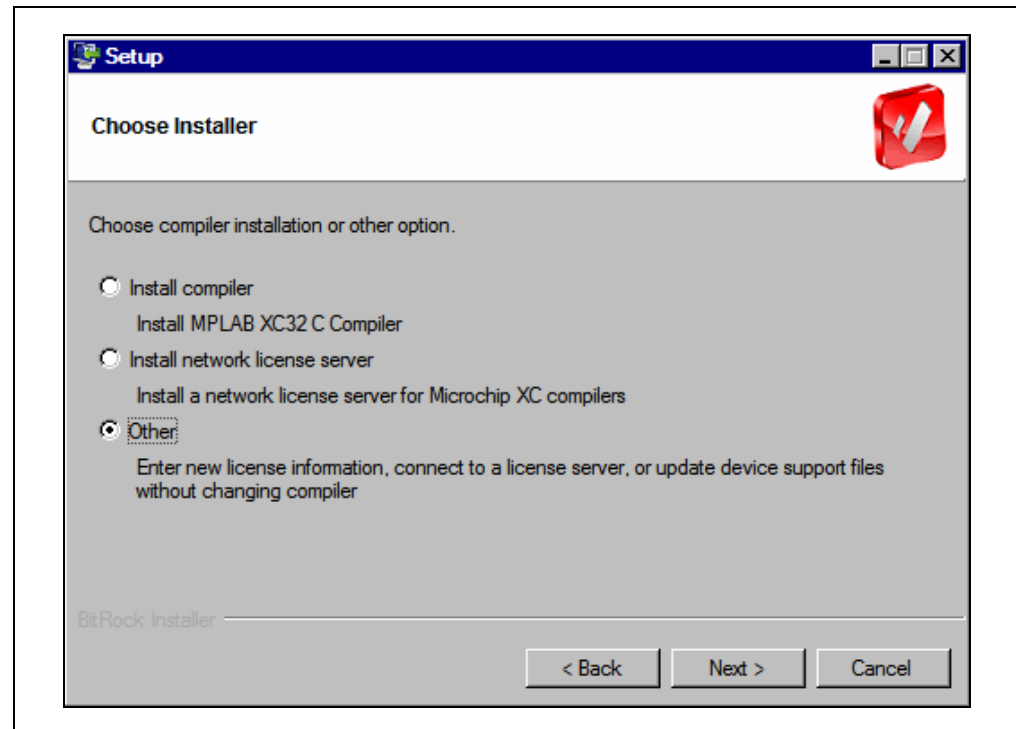 Setup
Choose Installer
Choose compiler installation or other option.
Install compiler
Install MPLAB XC32 C Compiler
Install network license server
Install a network license server for Microchip XC compilers
Other
Enter new license information, connect to a license server, or update device support files
without changing compiler
BitRock Installer
< Back Next > Cancel